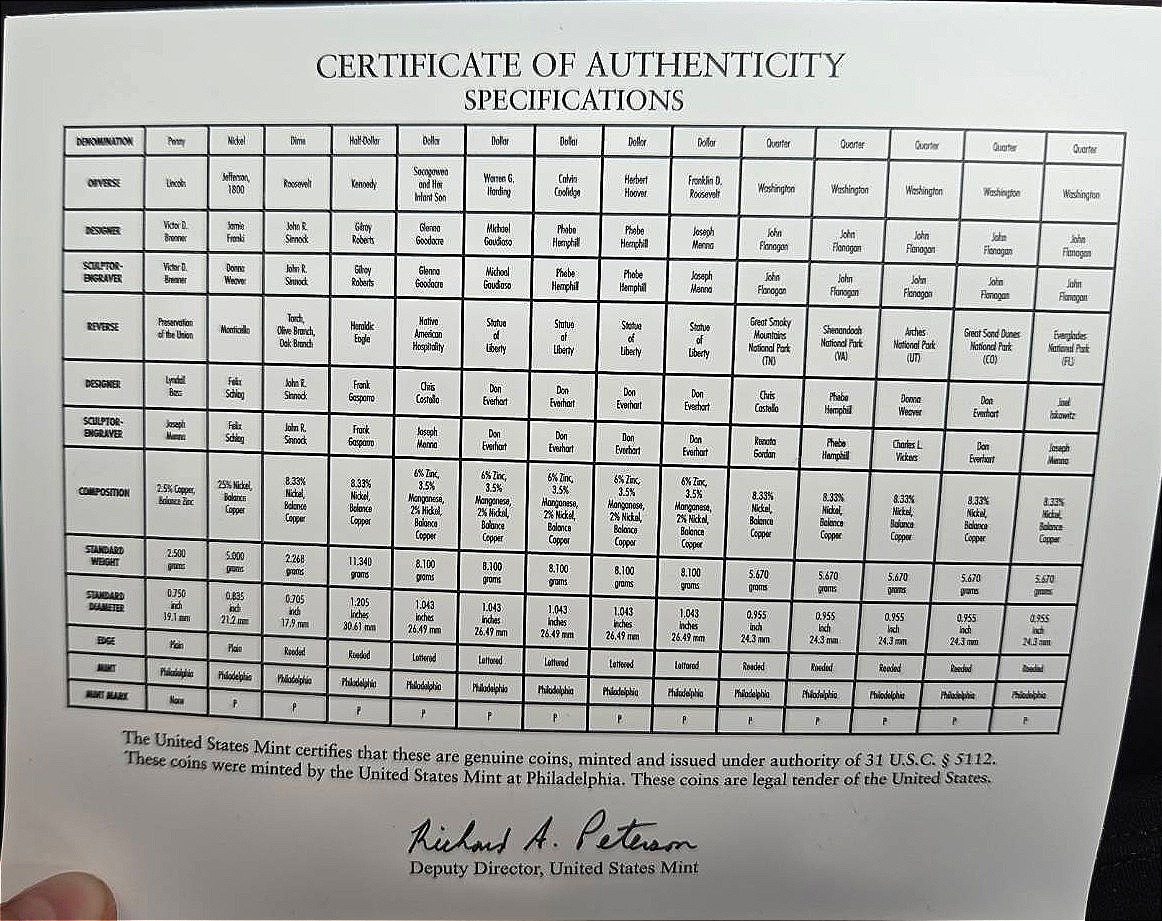 CERTIFICATE OF AUTHENTICITY
SPECIFICATIONS
DENOMINATION Penny Nickel Dime Half-Dollar Dollar Dollar Dollar Dollar Dollar Quarter Quarter Quarter Quarter Quarter
OBVERSE Lincoln Jefferson, 1800 Roosevelt Kennedy Sacagawea and Her Infant Son Warren G. Harding Calvin Coolidge Herbert Hoover Franklin D. Roosevelt Washington Washington Washington Washington Washington
DESIGNER Victor D. Brenner Jamie Franki John R. Sinnock Gilroy Roberts Glenna Goodacre Michael Gaudioso Phebe Hemphill Phebe Hemphill Joseph Menna John Flanagan John Flanagan John Flanagan John Flanagan John Flanagan
SCULPTOR-ENGRAVER Victor D. Brenner Donna Weaver John R. Sinnock Gilroy Roberts Glenna Goodacre Michael Gaudioso Phebe Hemphill Phebe Hemphill Joseph Menna John Flanagan John Flanagan John Flanagan John Flanagan John Flanagan
REVERSE Preservation of the Union Monticello Torch, Olive Branch, Oak Branch Heraldic Eagle Native American Hospitality Statue of Liberty Statue of Liberty Statue of Liberty Statue of Liberty Great Smoky Mountains National Park (TN) Shenandoah National Park (VA) Arches National Park (UT) Great Sand Dunes National Park (CO) Everglades National Park (FL)
DESIGNER Lyndall Bass Felix Schlag John R. Sinnock Frank Gasparro Chris Costello Don Everhart Don Everhart Don Everhart Don Everhart Chris Costello Phebe Hemphill Donna Weaver Don Everhart Joel Iskowitz
SCULPTOR-ENGRAVER Joseph Menna Felix Schlag John R. Sinnock Frank Gasparro Joseph Menna Don Everhart Don Everhart Don Everhart Don Everhart Renata Gordon Phebe Hemphill Charles L. Vickers Don Everhart Joseph Menna
COMPOSITION 2.5% Copper, Balance Zinc 25% Nickel, Balance Copper 8.33% Nickel, Balance Copper 8.33% Nickel, Balance Copper 6% Zinc, 3.5% Manganese, 2% Nickel, Balance Copper 6% Zinc, 3.5% Manganese, 2% Nickel, Balance Copper 6% Zinc, 3.5% Manganese, 2% Nickel, Balance Copper 6% Zinc, 3.5% Manganese, 2% Nickel, Balance Copper 6% Zinc, 3.5% Manganese, 2% Nickel, Balance Copper 8.33% Nickel, Balance Copper 8.33% Nickel, Balance Copper 8.33% Nickel, Balance Copper 8.33% Nickel, Balance Copper 8.33% Nickel, Balance Copper
STANDARD WEIGHT 2.500 grams 5.000 grams 2.268 grams 11.340 grams 8.100 grams 8.100 grams 8.100 grams 8.100 grams 8.100 grams 5.670 grams 5.670 grams 5.670 grams 5.670 grams 5.670 grams
STANDARD DIAMETER 0.750 inch 19.1 mm 0.835 inch 21.2 mm 0.705 inch 17.9 mm 1.205 inches 30.61 mm 1.043 inches 26.49 mm 1.043 inches 26.49 mm 1.043 inches 26.49 mm 1.043 inches 26.49 mm 1.043 inches 26.49 mm 0.955 inch 24.3 mm 0.955 inch 24.3 mm 0.955 inch 24.3 mm 0.955 inch 24.3 mm 0.955 inch 24.3 mm
EDGE Plain Plain Reeded Reeded Lettered Lettered Lettered Lettered Lettered Reeded Reeded Reeded Reeded Reeded
MINT Philadelphia Philadelphia Philadelphia Philadelphia Philadelphia Philadelphia Philadelphia Philadelphia Philadelphia Philadelphia Philadelphia Philadelphia Philadelphia Philadelphia
MINT MARK None P P P P P P P P P P P P P
The United States Mint certifies that these are genuine coins, minted and issued under authority of 31 U.S.C. § 5112.
These coins were minted by the United States Mint at Philadelphia. These coins are legal tender of the United States.
Richard A. Peterson
Deputy Director, United States Mint